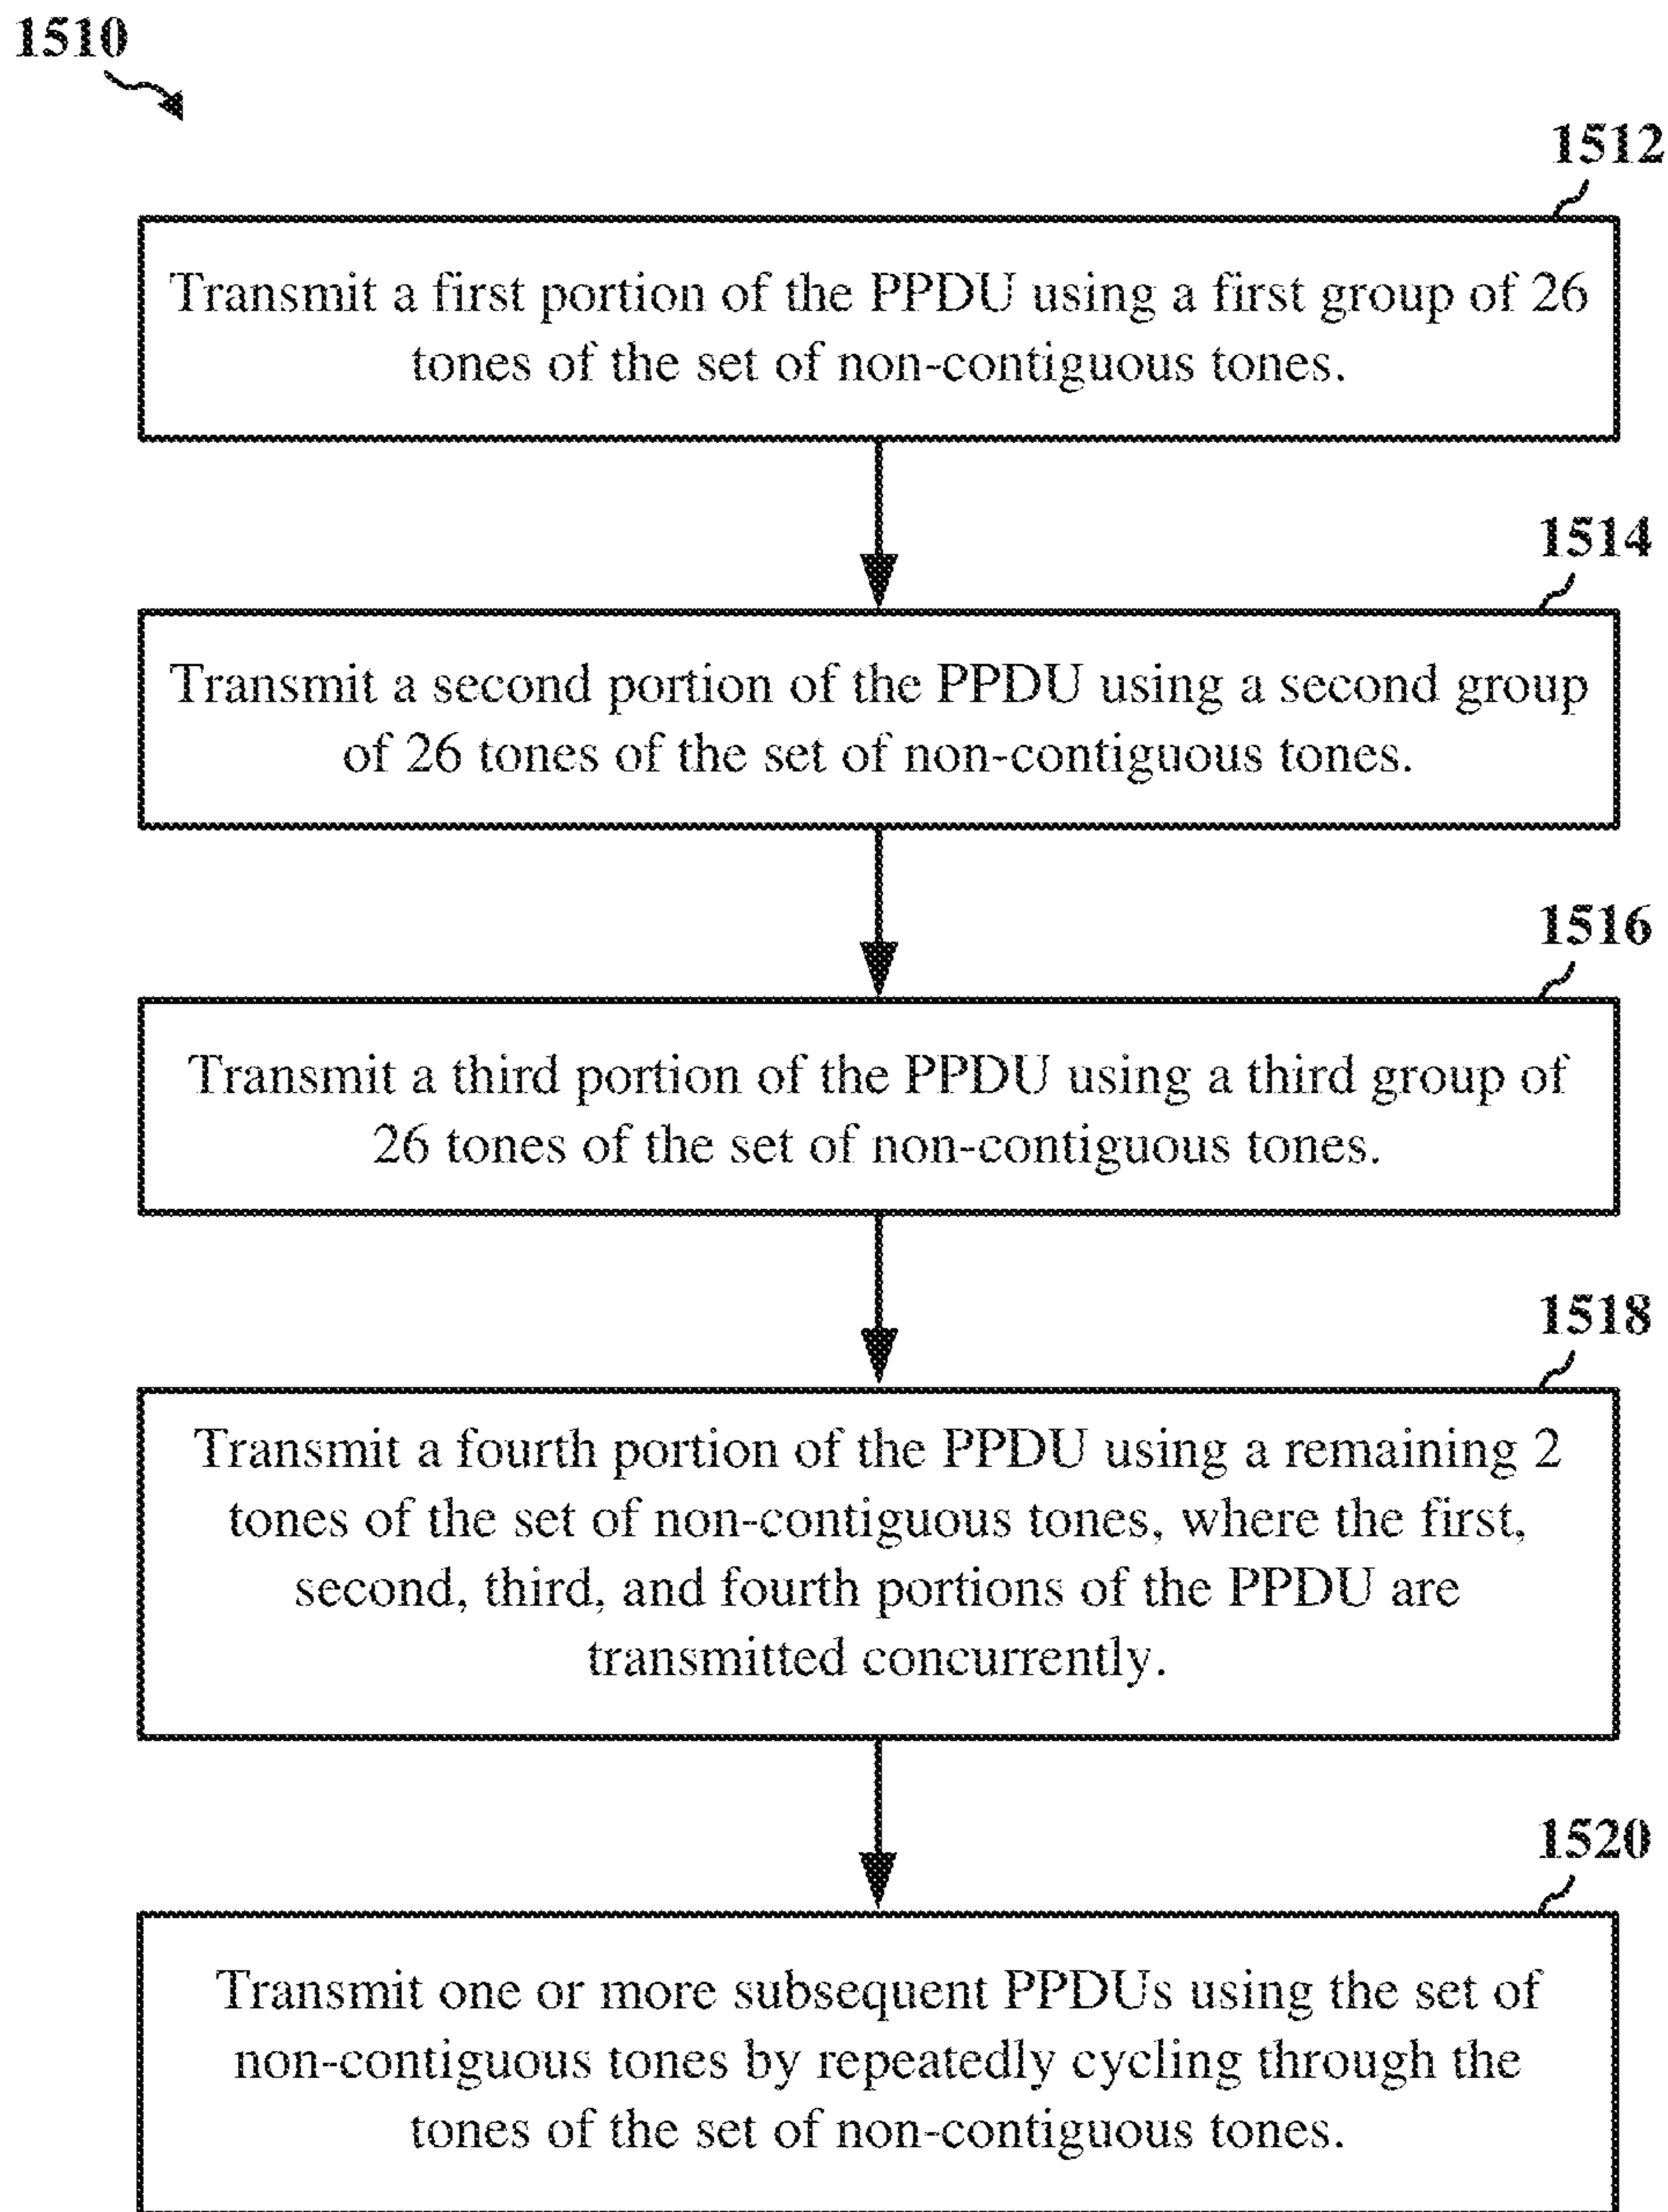 1510
1512
Transmit a first portion of the PPDU using a first group of 26
tones of the set of non-contiguous tones.
1514
Transmit a second portion of the PPDU using a second group
of 26 tones of the set of non-contiguous tones.
1516
Transmit a third portion of the PPDU using a third group of
26 tones of the set of non-contiguous tones.
1518
Transmit a fourth portion of the PPDU using a remaining 2
tones of the set of non-contiguous tones, where the first,
second, third, and fourth portions of the PPDU are
transmitted concurrently.
1520
Transmit one or more subsequent PPDUs using the set of
non-contiguous tones by repeatedly cycling through the
tones of the set of non-contiguous tones.